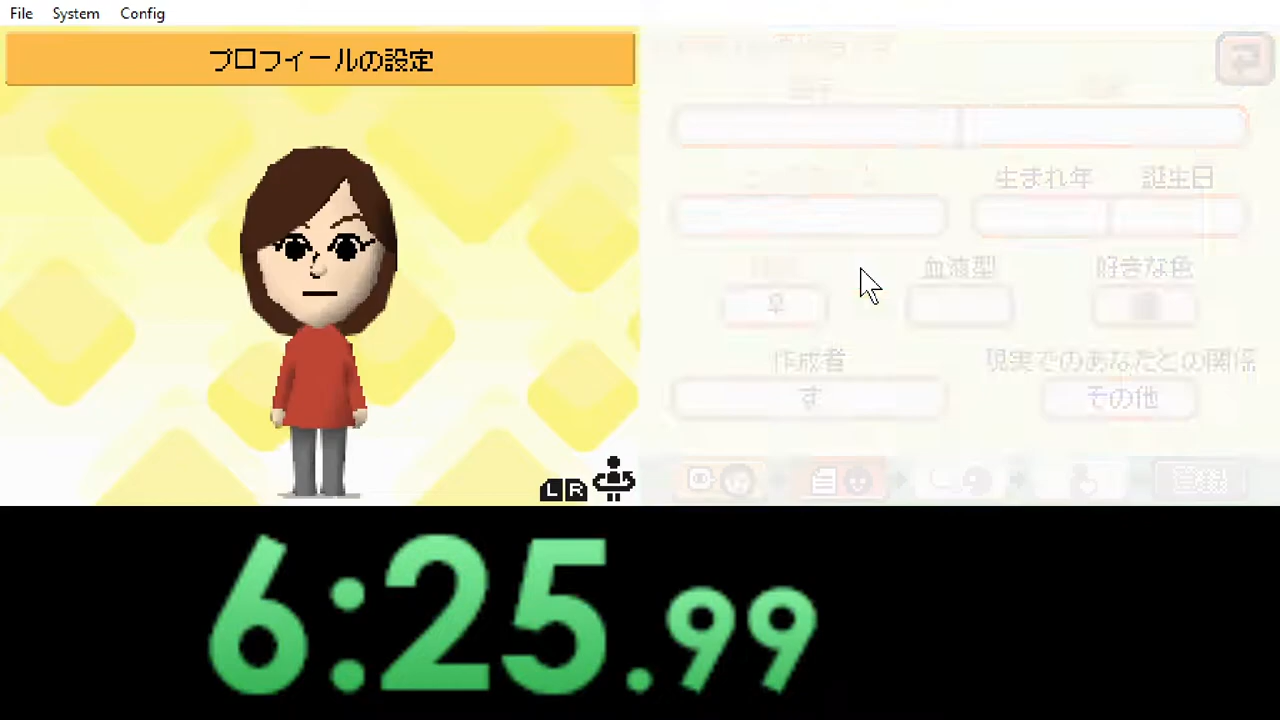 File System Config
プロフィールの設定
生まれ年 誕生日
血液型 好きな色
♀
作成者 現実でのあなたとの関係
す その他
登録
L R
6:25.99